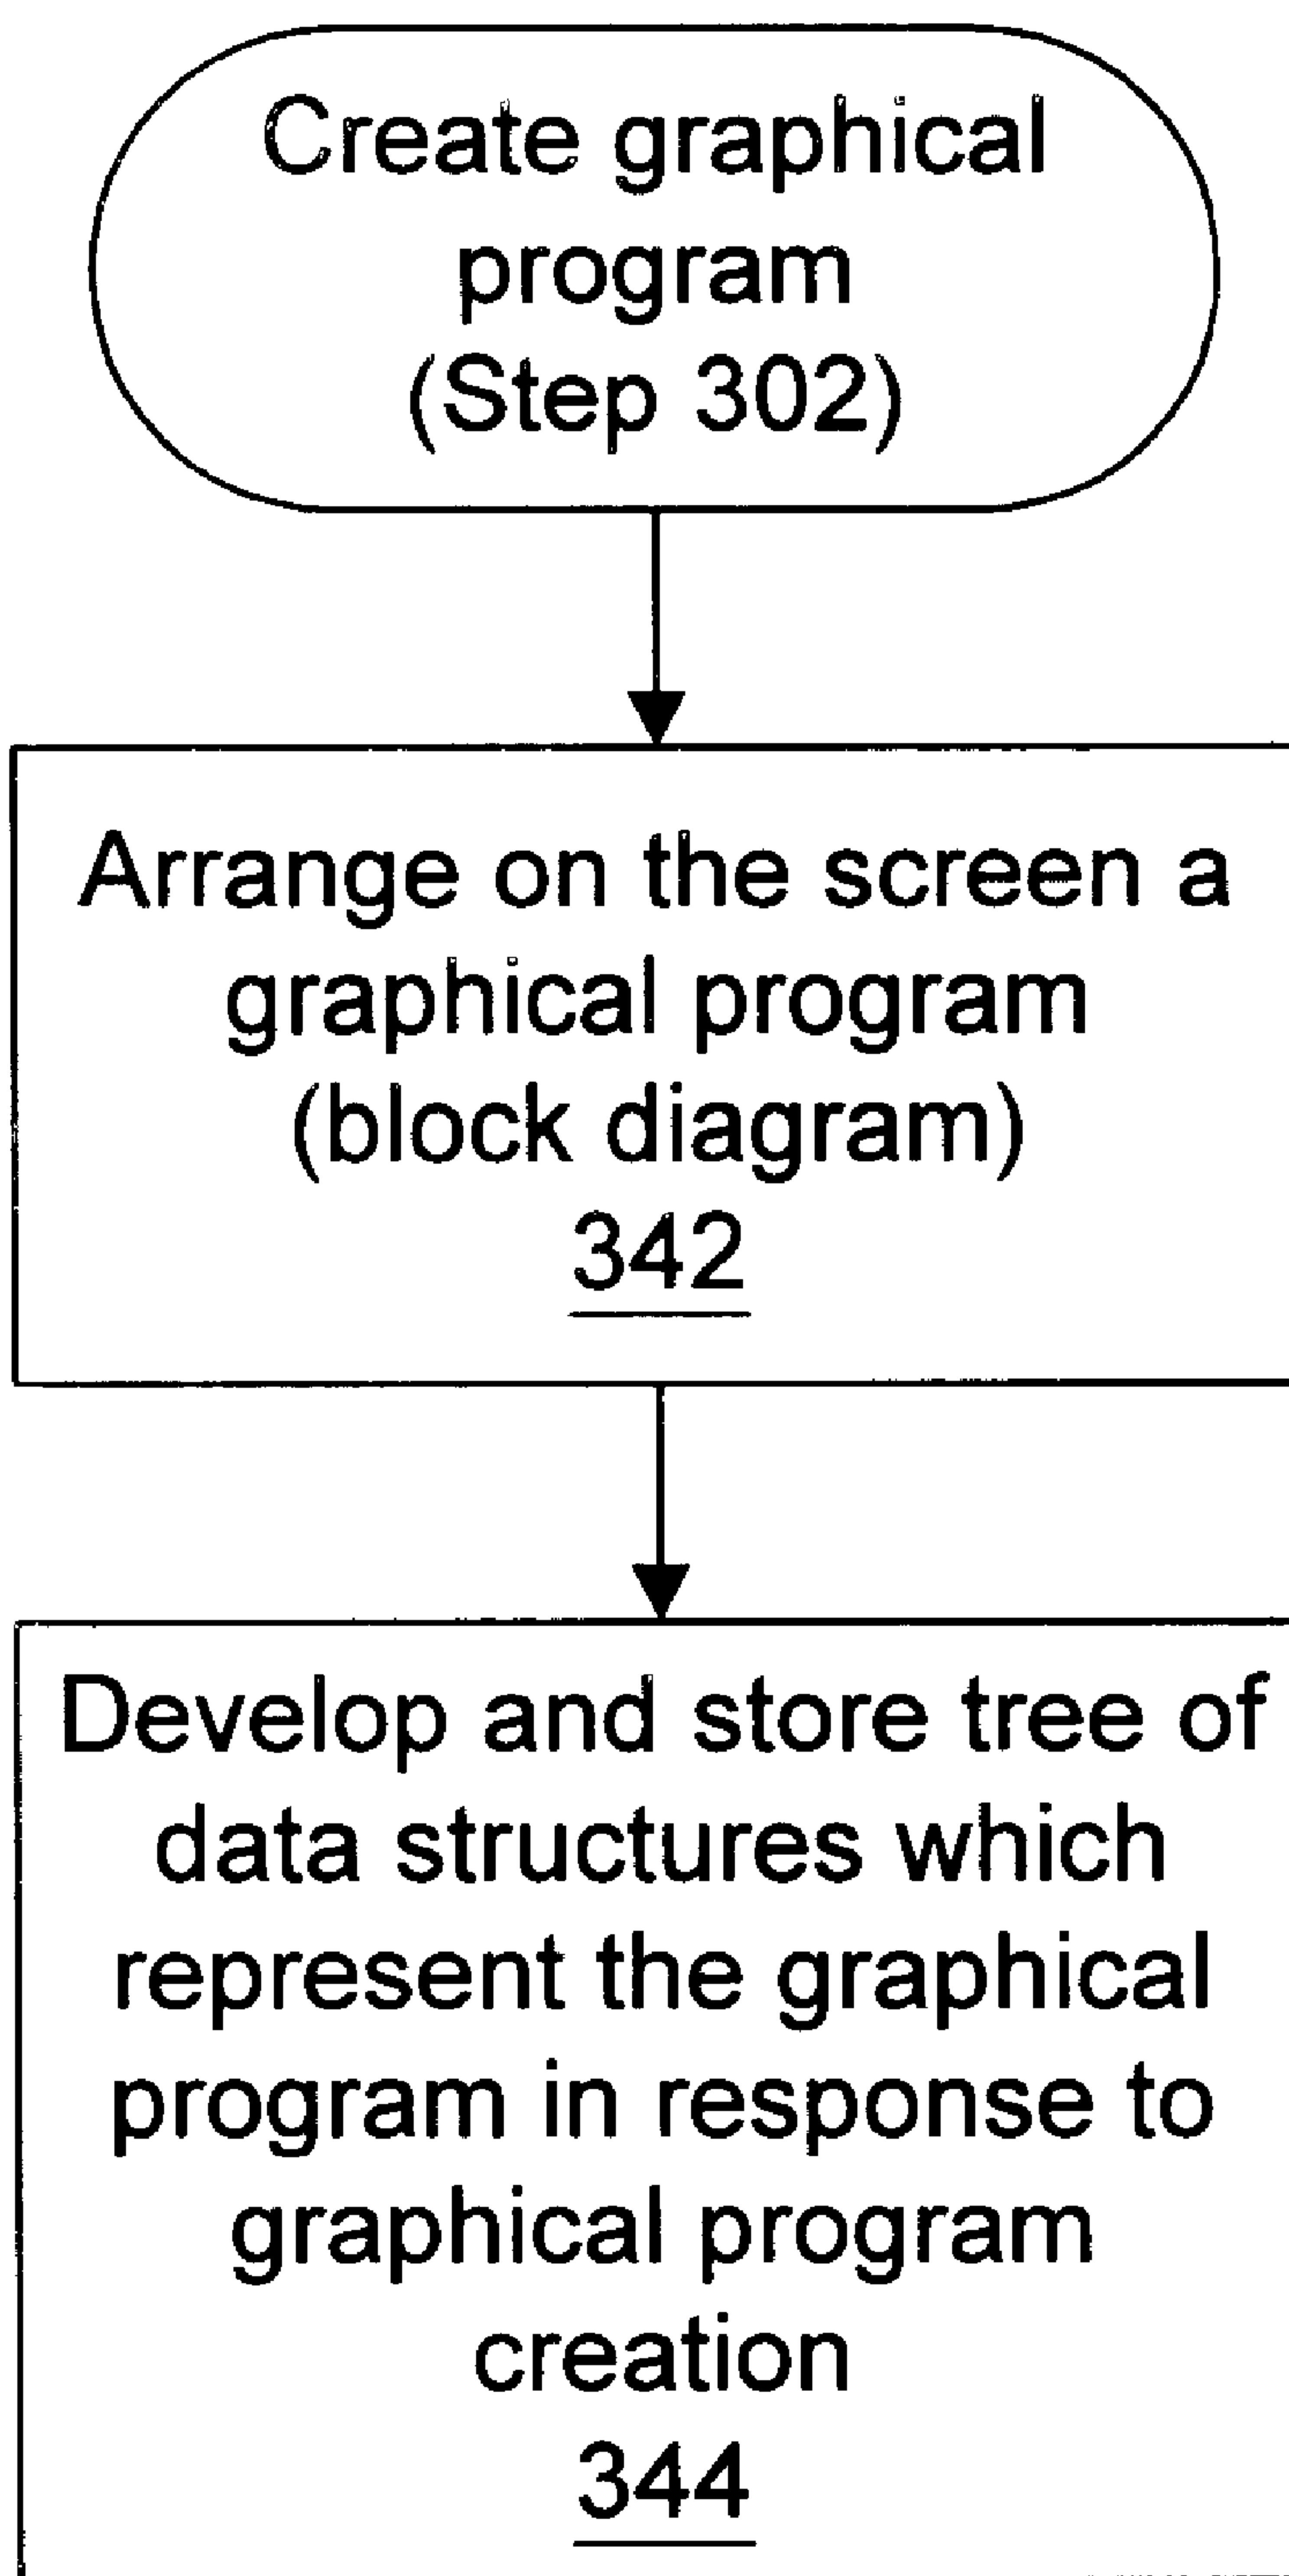 Create graphical
program
(Step 302)
Arrange on the screen a
graphical program
(block diagram)
342
Develop and store tree of
data structures which
represent the graphical
program in response to
graphical program
creation
344